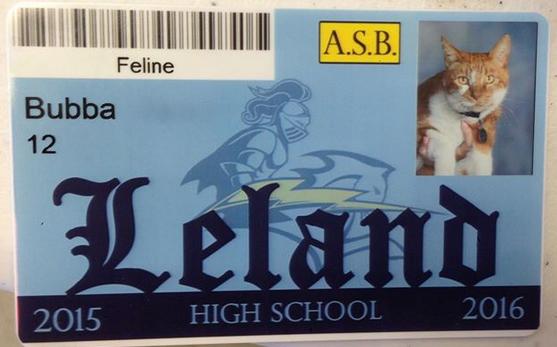 A.S.B.
Feline
Bubba
12
Leland
2015 HIGH SCHOOL 2016